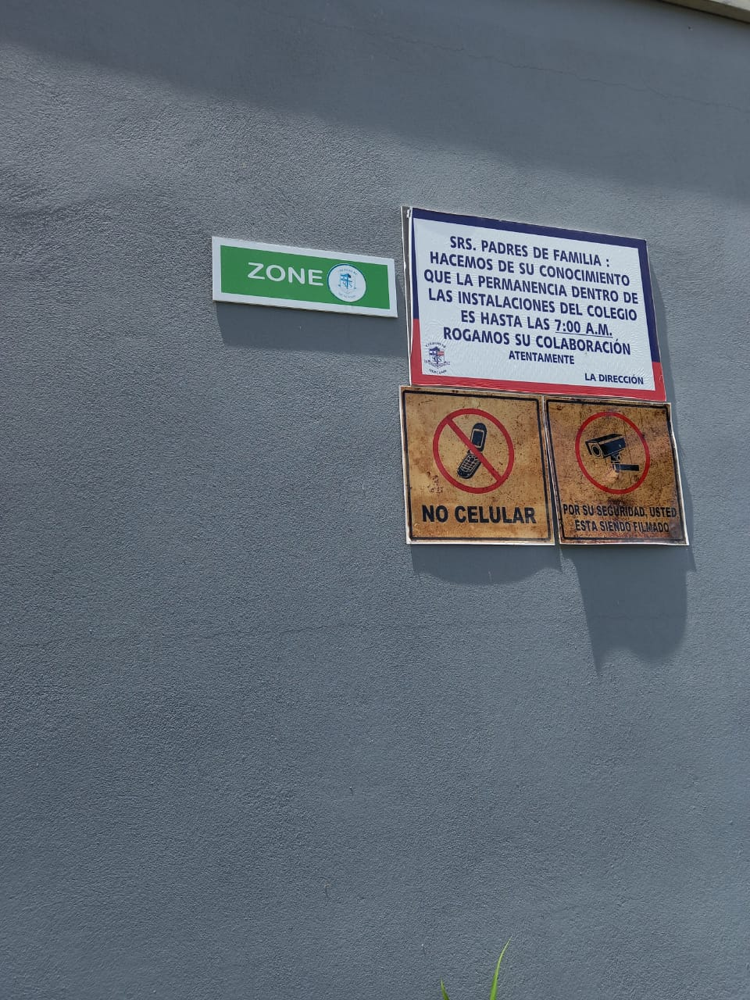 ZONE
SRS. PADRES DE FAMILIA :
HACEMOS DE SU CONOCIMIENTO
QUE LA PERMANENCIA DENTRO DE
LAS INSTALACIONES DEL COLEGIO
ES HASTA LAS 7:00 A.M.
ROGAMOS SU COLABORACIÓN
ATENTAMENTE
LA DIRECCIÓN
NO CELULAR
POR SU SEGURIDAD, USTED
ESTA SIENDO FILMADO